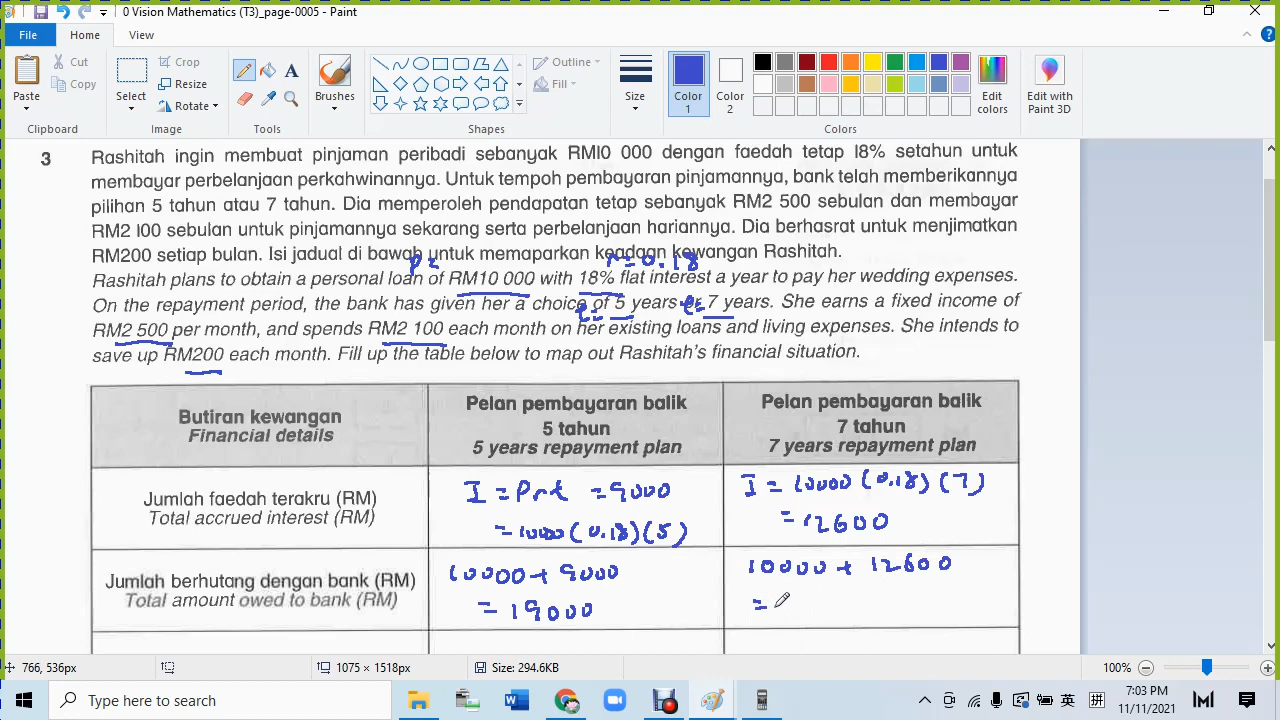 0 Vision Mathematics (T3)_page-0005 - Paint
File Home View
Paste Cut Copy Clipboard
Select Crop Resize Rotate Image
Tools
Brushes
Outline Fill Shapes
Size
Color 1 Color 2 Edit colors Colors
Edit with Paint 3D
3 Rashitah ingin membuat pinjaman peribadi sebanyak RM10 000 dengan faedah tetap 18% setahun untuk
membayar perbelanjaan perkahwinannya. Untuk tempoh pembayaran pinjamannya, bank telah memberikannya
pilihan 5 tahun atau 7 tahun. Dia memperoleh pendapatan tetap sebanyak RM2 500 sebulan dan membayar
RM2 100 sebulan untuk pinjamannya sekarang serta perbelanjaan hariannya. Dia berhasrat untuk menjimatkan
RM200 setiap bulan. Isi jadual di bawah untuk memaparkan keadaan kewangan Rashitah.
P= r=0.18
Rashitah plans to obtain a personal loan of RM10 000 with 18% flat interest a year to pay her wedding expenses.
On the repayment period, the bank has given her a choice of 5 years or 7 years. She earns a fixed income of
t= t=
RM2 500 per month, and spends RM2 100 each month on her existing loans and living expenses. She intends to
save up RM200 each month. Fill up the table below to map out Rashitah's financial situation.
Butiran kewangan
Financial details
Pelan pembayaran balik
5 tahun
5 years repayment plan
Pelan pembayaran balik
7 tahun
7 years repayment plan
Jumlah faedah terakru (RM)
Total accrued interest (RM)
I = Prt = 9000
= 10000(0.18)(5)
I = 10000(0.18)(7)
= 12600
Jumlah berhutang dengan bank (RM)
Total amount owed to bank (RM)
10000 + 9000
= 19000
10000 + 12600
=
766, 536px 1075 × 1518px Size: 294.6KB 100%
Type here to search
英 拼 7:03 PM
11/11/2021